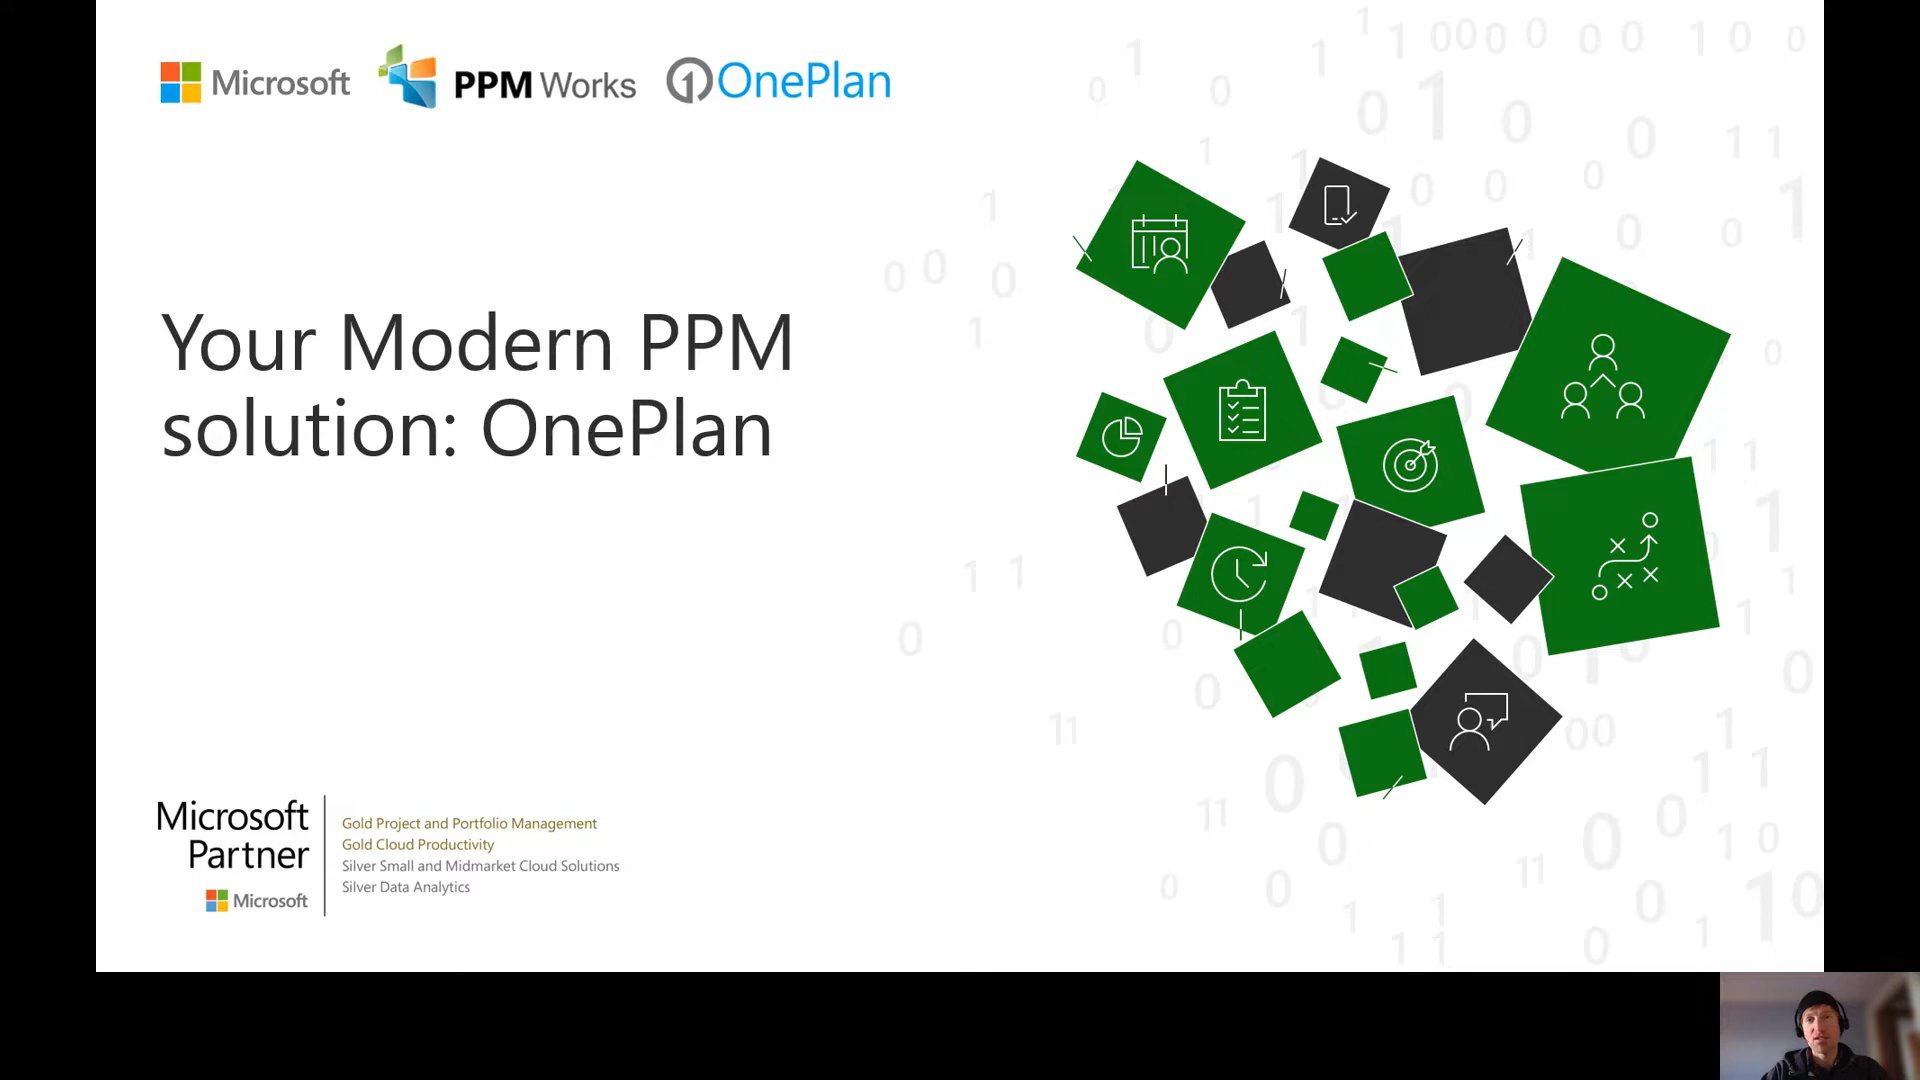 Microsoft PPM Works OnePlan
Your Modern PPM
solution: OnePlan
Microsoft
Partner
Microsoft
Gold Project and Portfolio Management
Gold Cloud Productivity
Silver Small and Midmarket Cloud Solutions
Silver Data Analytics